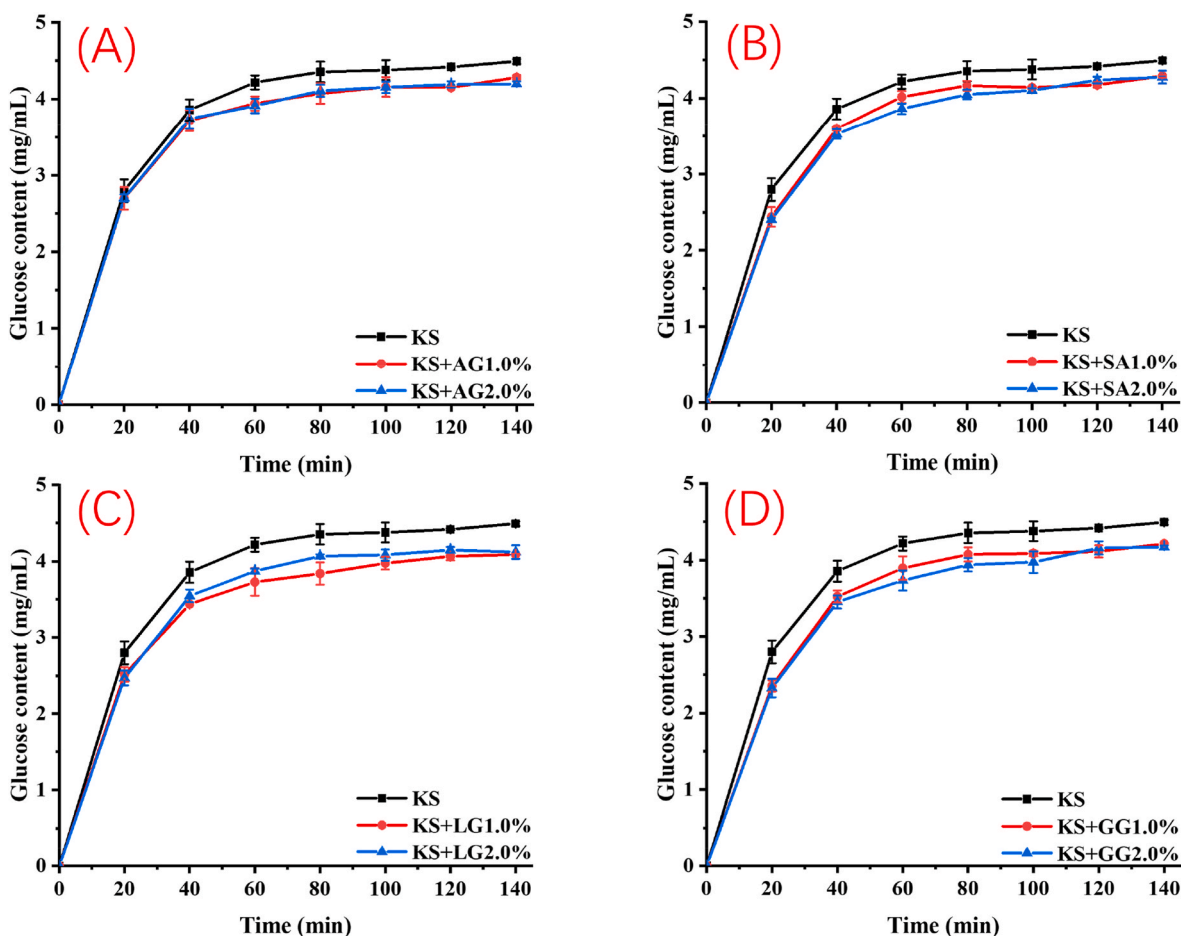 (A)
Glucose content (mg/mL)
5
4
3
2
1
0
KS
KS+AG1.0%
KS+AG2.0%
0 20 40 60 80 100 120 140
Time (min)
(B)
Glucose content (mg/mL)
5
4
3
2
1
0
KS
KS+SA1.0%
KS+SA2.0%
0 20 40 60 80 100 120 140
Time (min)
(C)
Glucose content (mg/mL)
5
4
3
2
1
0
KS
KS+LG1.0%
KS+LG2.0%
0 20 40 60 80 100 120 140
Time (min)
(D)
Glucose content (mg/mL)
5
4
3
2
1
0
KS
KS+GG1.0%
KS+GG2.0%
0 20 40 60 80 100 120 140
Time (min)